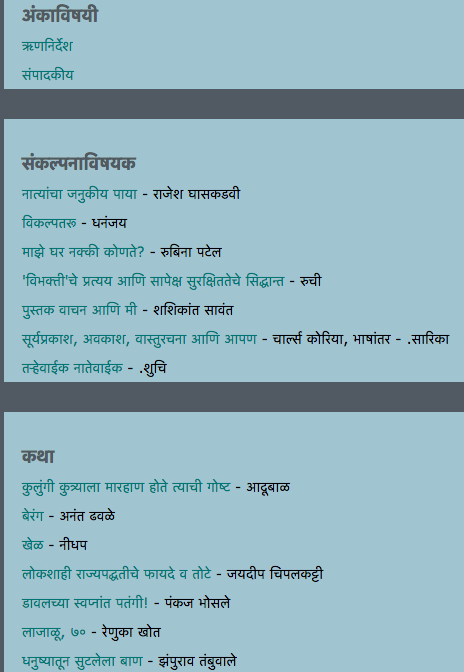 अंकाविषयी
ऋणनिर्देश
संपादकीय
संकल्पनाविषयक
नात्यांचा जनुकीय पाया - राजेश घासकडवी
विकल्पतरू - धनंजय
माझे घर नक्की कोणते? - रुबिना पटेल
'विभक्ती'चे प्रत्यय आणि सापेक्ष सुरक्षिततेचे सिद्धान्त - रुची
पुस्तक वाचन आणि मी - शशिकांत सावंत
सूर्यप्रकाश, अवकाश, वास्तुरचना आणि आपण - चार्ल्स कोरिया, भाषांतर - .सारिका
तऱ्हेवाईक नातेवाईक - .शुचि
कथा
कुलुंगी कुत्र्याला मारहाण होते त्याची गोष्ट - आदूबाळ
बेरंग - अनंत ढवळे
खेळ - नीधप
लोकशाही राज्यपद्धतीचे फायदे व तोटे - जयदीप चिपलकट्टी
डावलच्या स्वप्नांत पतंगी! - पंकज भोसले
लाजाळू, ७० - रेणुका खोत
धनुष्यातून सुटलेला बाण - झंपुराव तंबुवाले